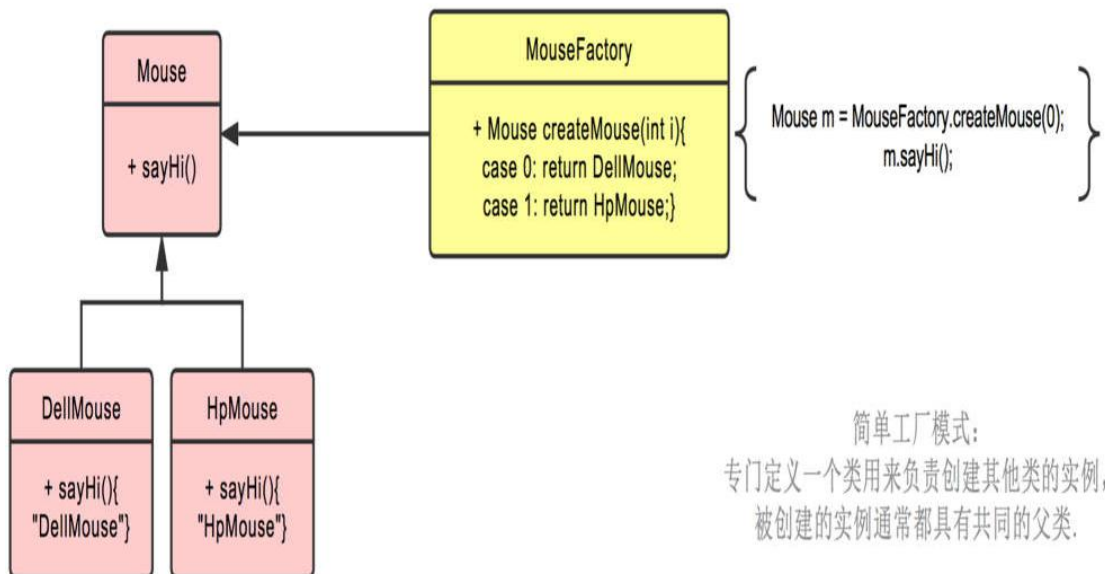 Mouse
+ sayHi()
MouseFactory
+ Mouse createMouse(int i){
case 0: return DellMouse;
case 1: return HpMouse;}
Mouse m = MouseFactory.createMouse(0);
m.sayHi();
DellMouse
+ sayHi(){
"DellMouse"}
HpMouse
+ sayHi(){
"HpMouse"}
简单工厂模式：
专门定义一个类用来负责创建其他类的实例，
被创建的实例通常都具有共同的父类.